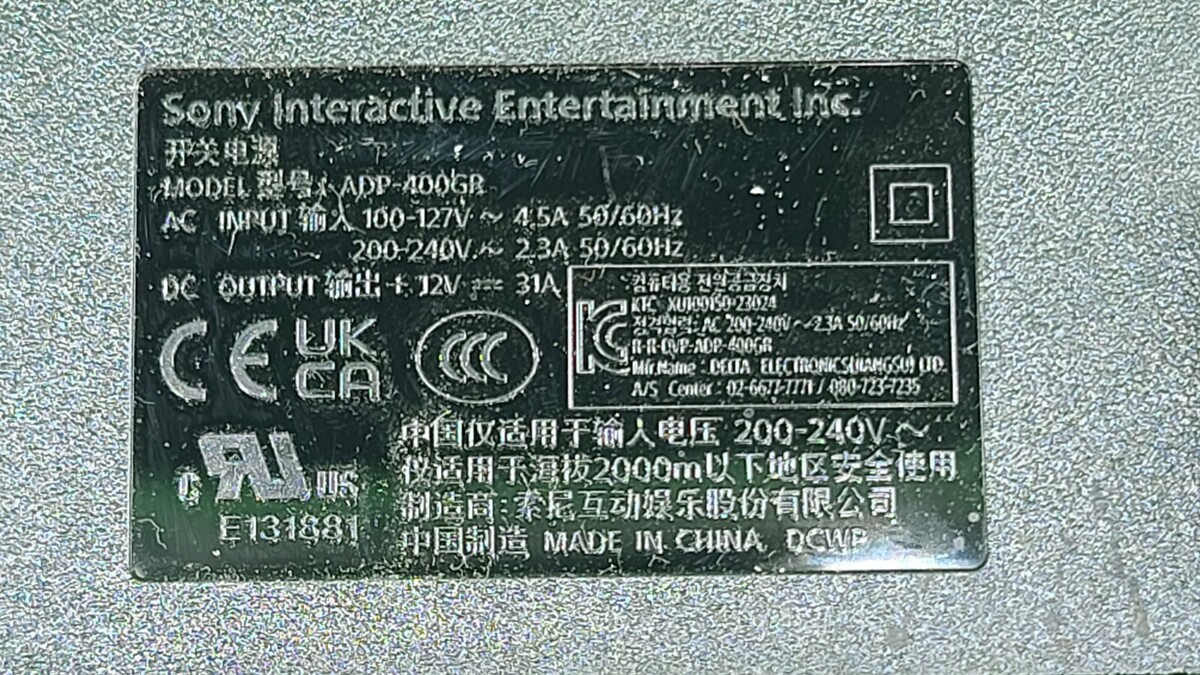 Sony Interactive Entertainment Inc.
开关电源
MODEL 型号: ADP-400GR
AC INPUT 输入 100-127V ~ 4.5A 50/60Hz
200-240V ~ 2.3A 50/60Hz
DC OUTPUT 输出 + 12V ⎓ 31A
컴퓨터용 전원공급장치
KTC XU100150-23024
정격입력: AC 200-240V ~ 2.3A 50/60Hz
R-R-DVP-ADP-400GR
Mfr.Name : DELTA ELECTRONICS(JIANGSU) LTD.
A/S Center : 02-6677-7771 / 080-723-7235
CE
UK
CA
CCC
KC
中国仅适用于输入电压 200-240V ~
仅适用于海拔2000m以下地区安全使用
制造商:索尼互动娱乐股份有限公司
中国制造 MADE IN CHINA DCWP
c RU US
E131881